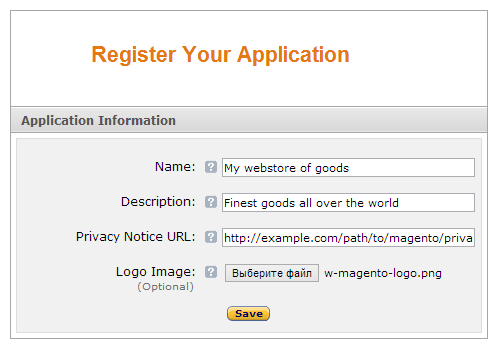 Register Your Application
Application Information
Name: ? My webstore of goods
Description: ? Finest goods all over the world
Privacy Notice URL: ? http://example.com/path/to/magento/priva
Logo Image: ? Выберите файл w-magento-logo.png
(Optional)
Save